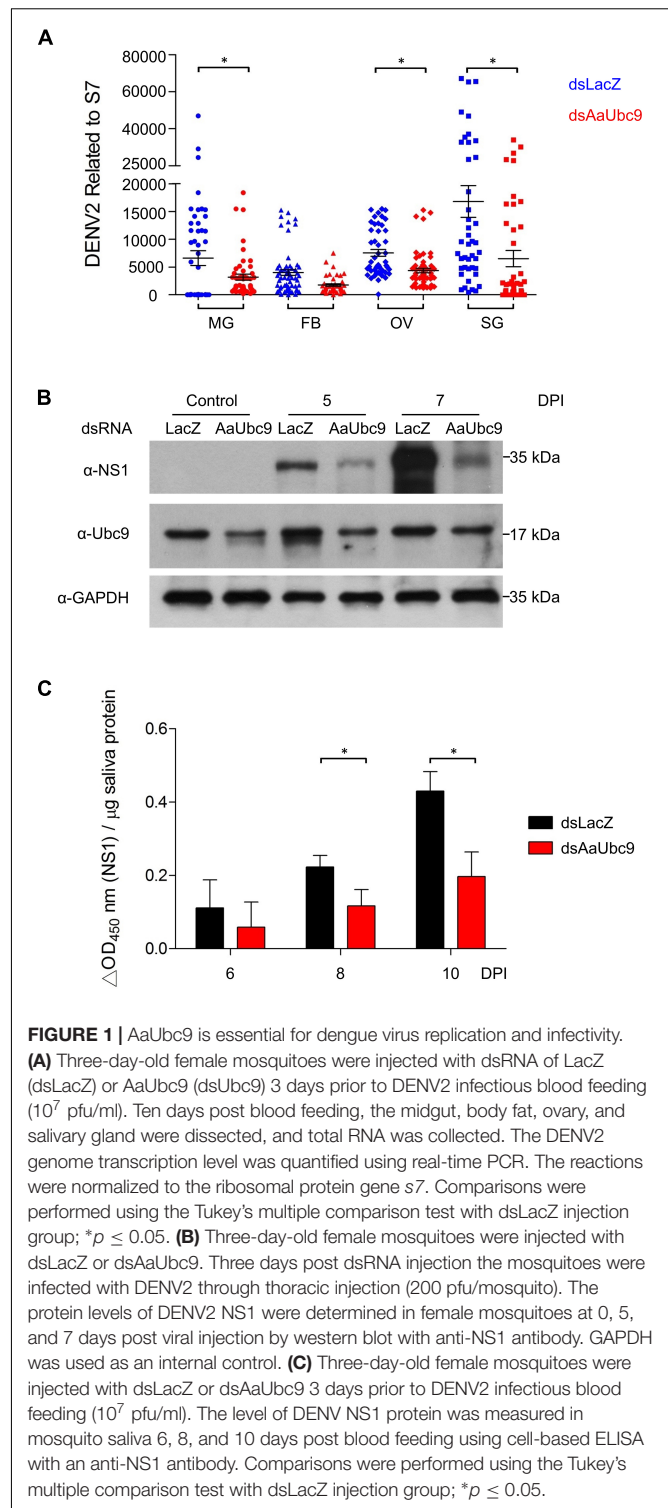 A
DENV2 Related to S7
80000
60000
40000
25000
20000
15000
10000
5000
0
* * *
dsLacZ
dsAaUbc9
MG FB OV SG
B
Control 5 7 DPI
dsRNA LacZ AaUbc9 LacZ AaUbc9 LacZ AaUbc9
α-NS1 35 kDa
α-Ubc9 17 kDa
α-GAPDH 35 kDa
C
△OD450 nm (NS1) / μg saliva protein
0.6
0.4
0.2
0.0
* *
dsLacZ
dsAaUbc9
6 8 10 DPI
FIGURE 1 | AaUbc9 is essential for dengue virus replication and infectivity.
(A) Three-day-old female mosquitoes were injected with dsRNA of LacZ
(dsLacZ) or AaUbc9 (dsUbc9) 3 days prior to DENV2 infectious blood feeding
(10⁷ pfu/ml). Ten days post blood feeding, the midgut, body fat, ovary, and
salivary gland were dissected, and total RNA was collected. The DENV2
genome transcription level was quantified using real-time PCR. The reactions
were normalized to the ribosomal protein gene s7. Comparisons were
performed using the Tukey's multiple comparison test with dsLacZ injection
group; *p ≤ 0.05. (B) Three-day-old female mosquitoes were injected with
dsLacZ or dsAaUbc9. Three days post dsRNA injection the mosquitoes were
infected with DENV2 through thoracic injection (200 pfu/mosquito). The
protein levels of DENV2 NS1 were determined in female mosquitoes at 0, 5,
and 7 days post viral injection by western blot with anti-NS1 antibody. GAPDH
was used as an internal control. (C) Three-day-old female mosquitoes were
injected with dsLacZ or dsAaUbc9 3 days prior to DENV2 infectious blood
feeding (10⁷ pfu/ml). The level of DENV NS1 protein was measured in
mosquito saliva 6, 8, and 10 days post blood feeding using cell-based ELISA
with an anti-NS1 antibody. Comparisons were performed using the Tukey's
multiple comparison test with dsLacZ injection group; *p ≤ 0.05.